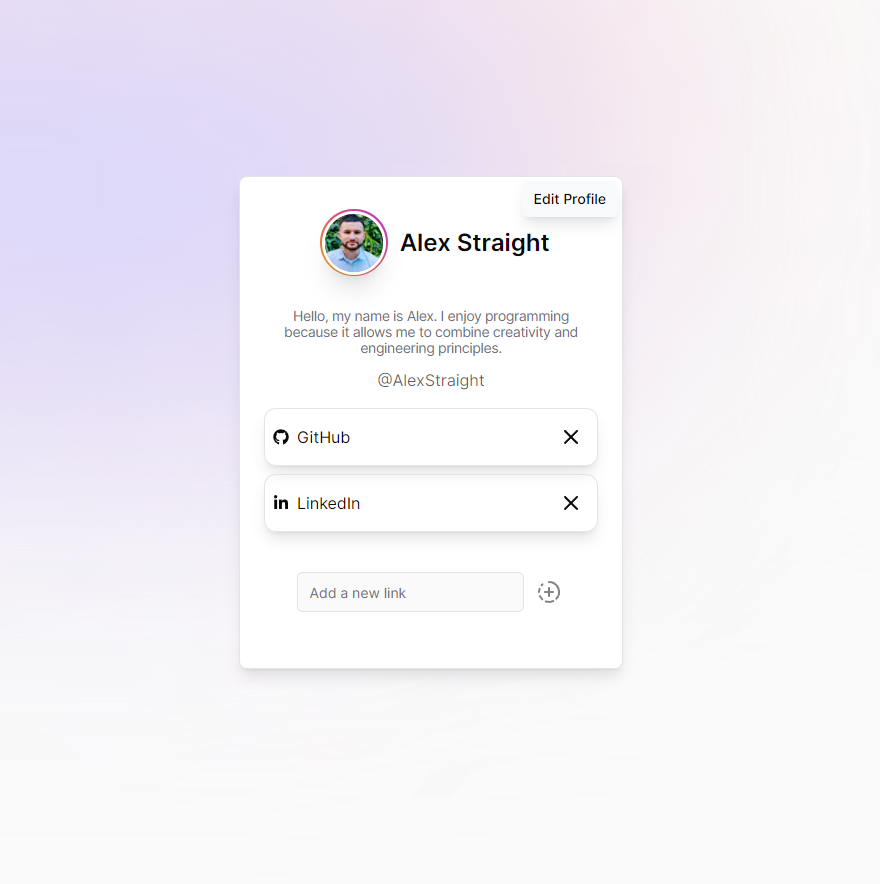 Edit Profile
Alex Straight
Hello, my name is Alex. I enjoy programming
because it allows me to combine creativity and
engineering principles.
@AlexStraight
GitHub
LinkedIn
Add a new link